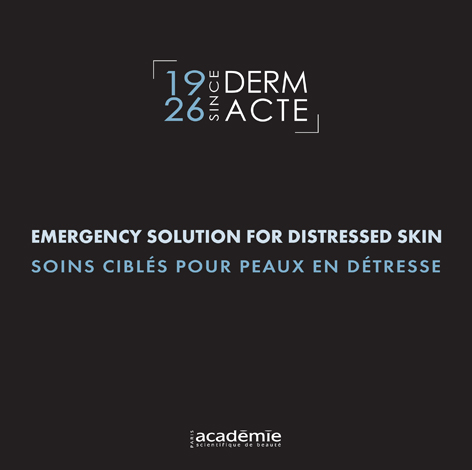 19 SINCE DERM
26 ACTE
EMERGENCY SOLUTION FOR DISTRESSED SKIN
SOINS CIBLÉS POUR PEAUX EN DÉTRESSE
PARIS académie
scientifique de beauté